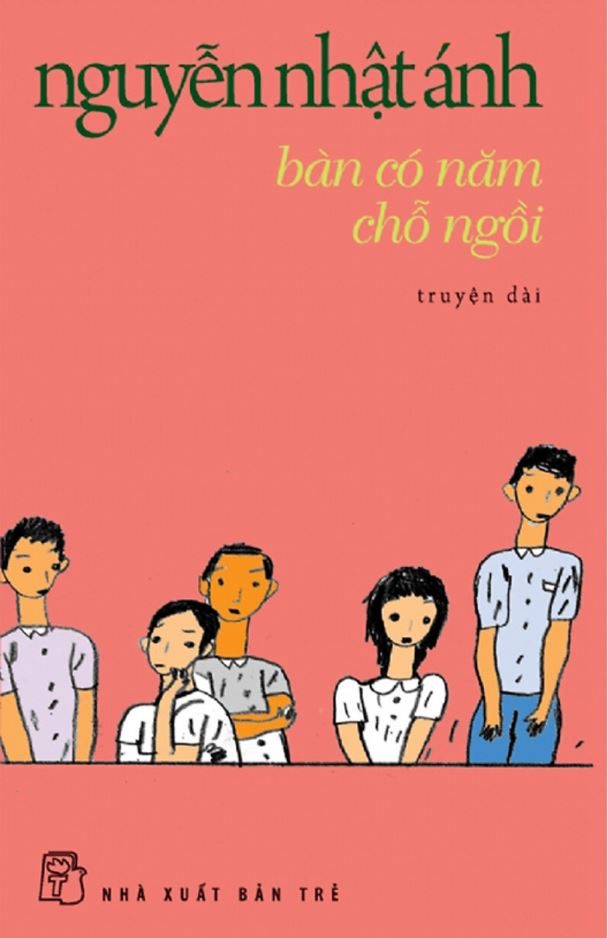 nguyễn nhật ánh
bàn có năm
chỗ ngồi
truyện dài
T
NHÀ XUẤT BẢN TRẺ